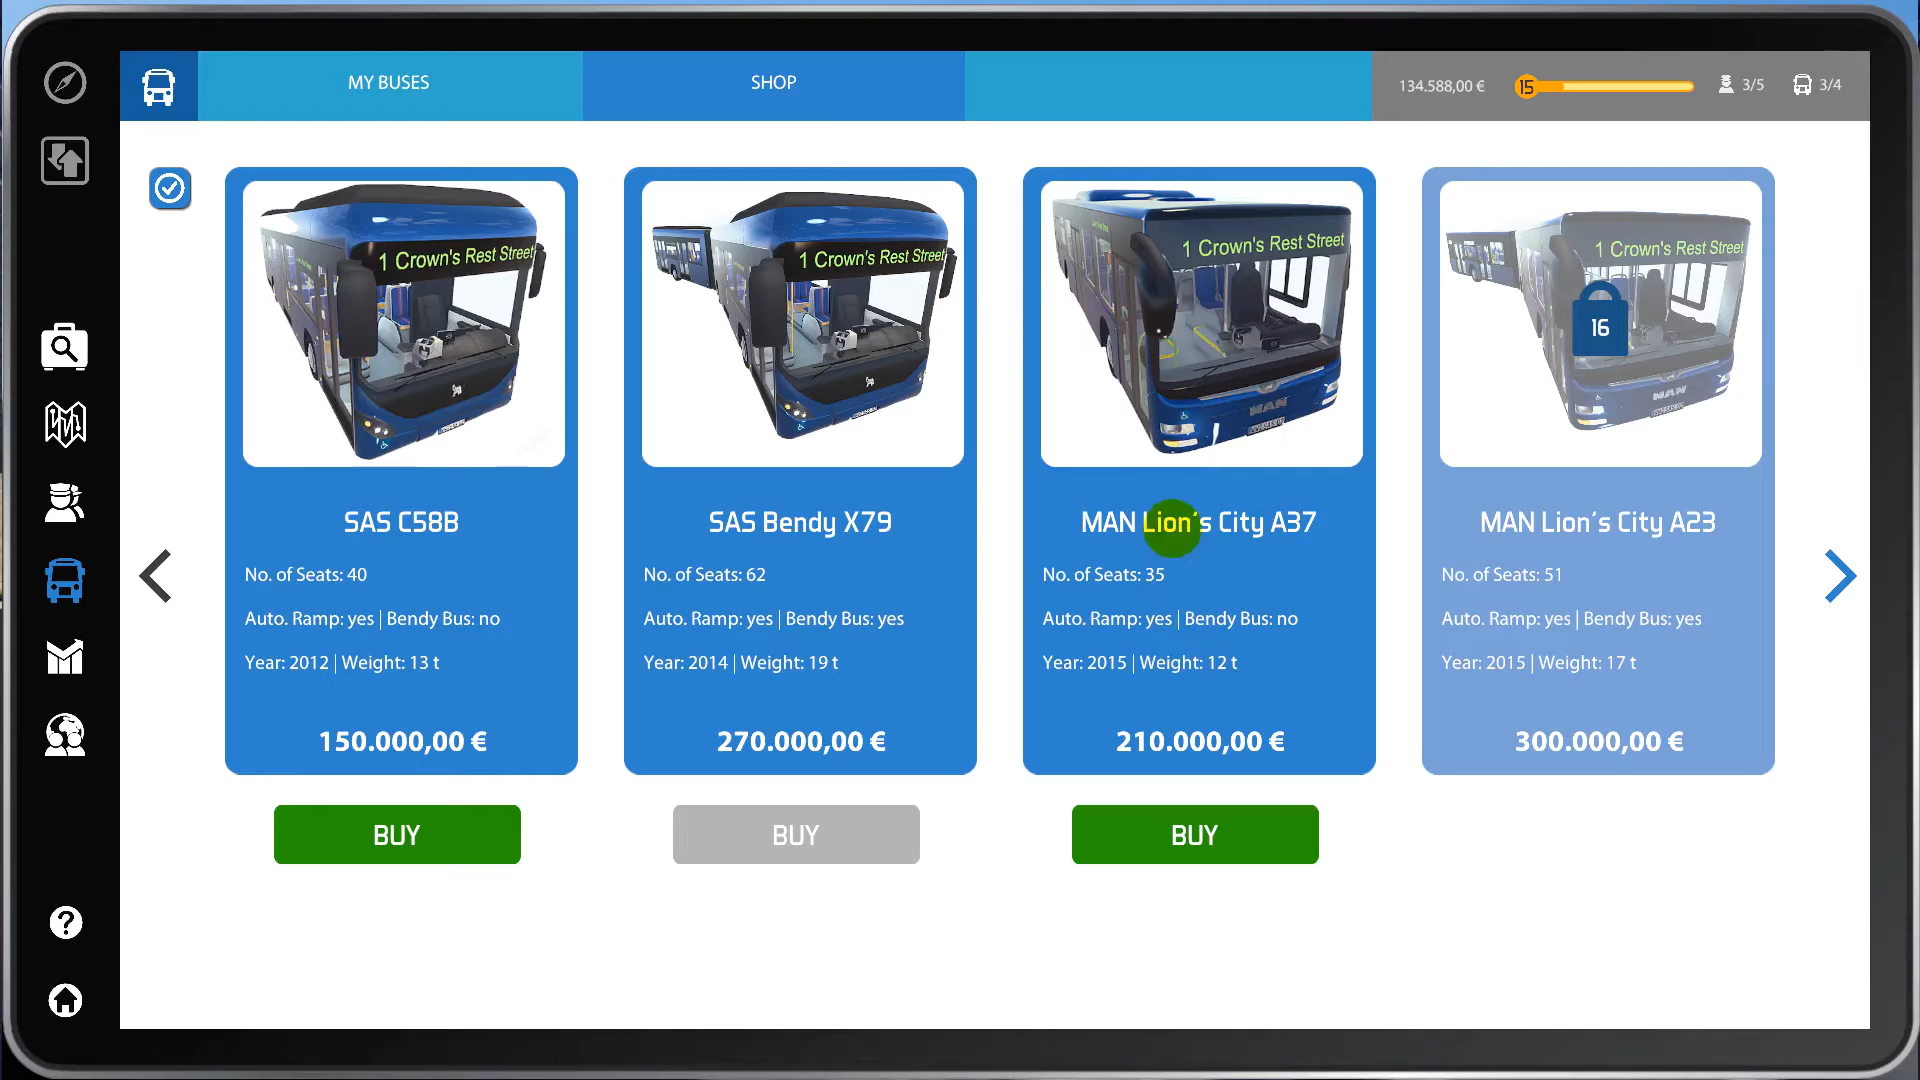 MY BUSES
SHOP
134.588,00 €
15
3/5
3/4
1 Crown's Rest Street
1 Crown's Rest Street
1 Crown's Rest Street
MAN
1 Crown's Rest Street
16
MAN
SAS C58B
No. of Seats: 40
Auto. Ramp: yes | Bendy Bus: no
Year: 2012 | Weight: 13 t
150.000,00 €
BUY
SAS Bendy X79
No. of Seats: 62
Auto. Ramp: yes | Bendy Bus: yes
Year: 2014 | Weight: 19 t
270.000,00 €
BUY
MAN Lion´s City A37
No. of Seats: 35
Auto. Ramp: yes | Bendy Bus: no
Year: 2015 | Weight: 12 t
210.000,00 €
BUY
MAN Lion´s City A23
No. of Seats: 51
Auto. Ramp: yes | Bendy Bus: yes
Year: 2015 | Weight: 17 t
300.000,00 €